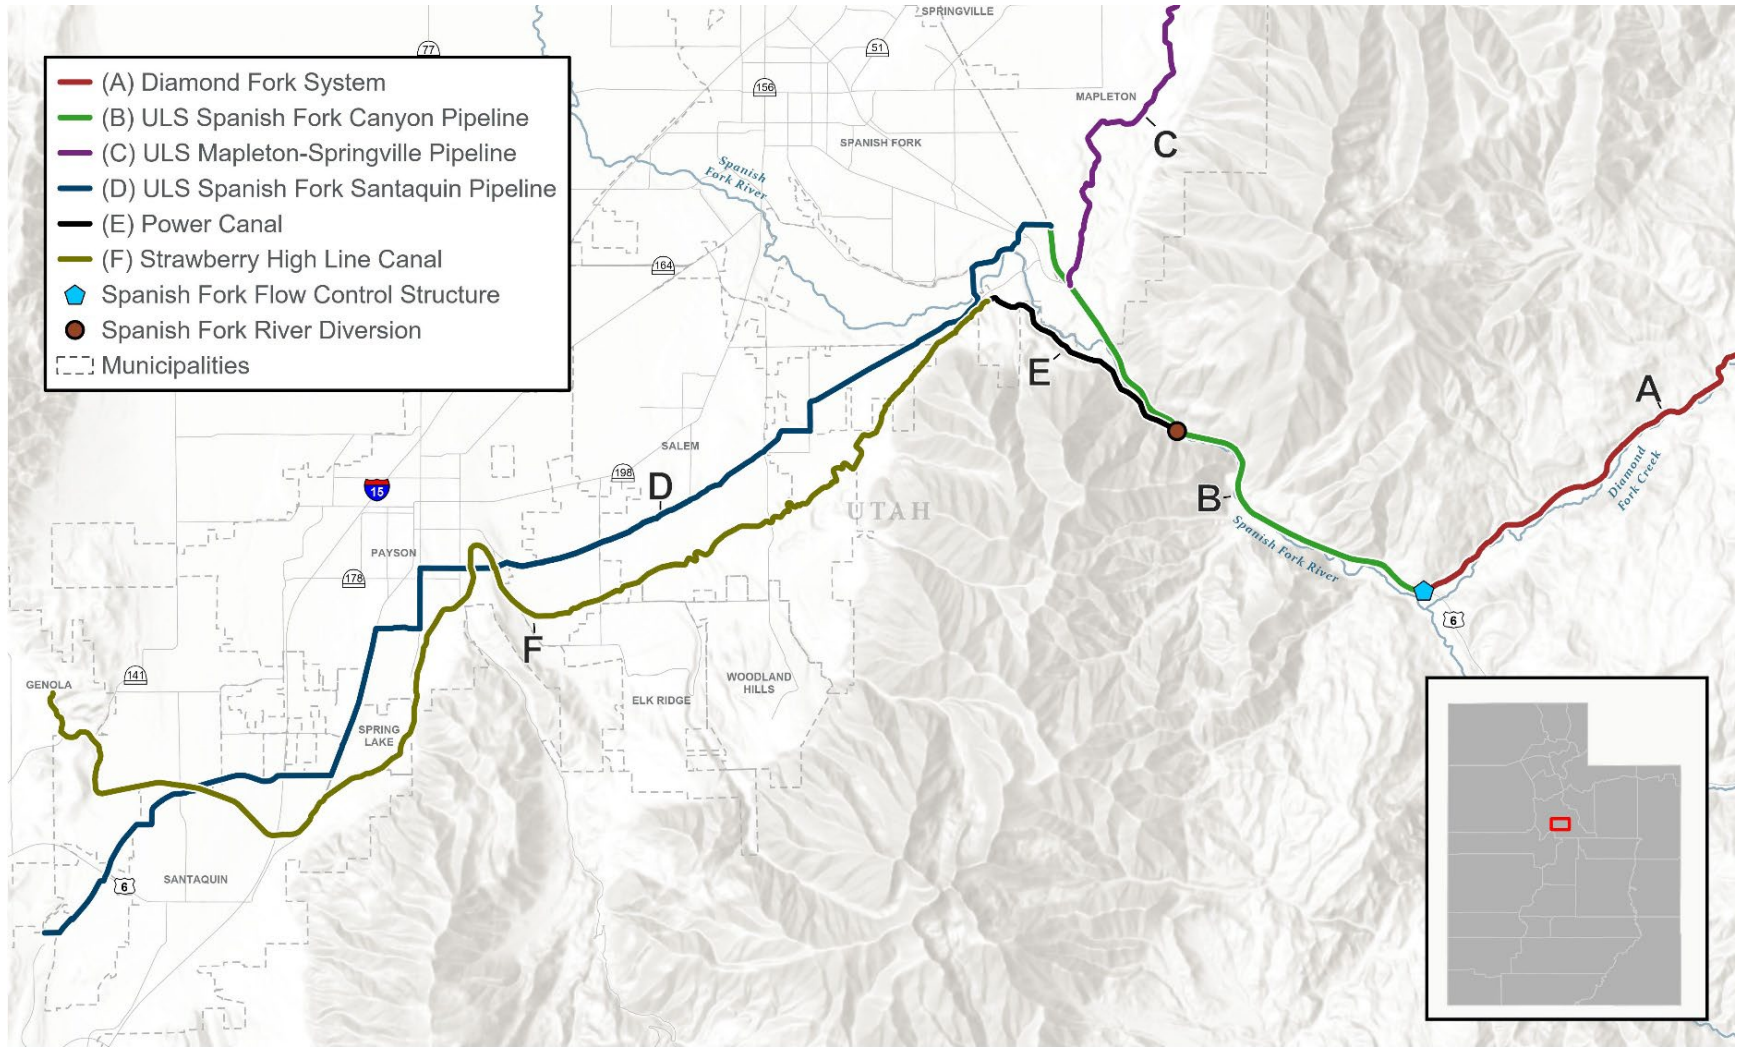 SPRINGVILLE
77
51
(A) Diamond Fork System
156
(B) ULS Spanish Fork Canyon Pipeline
MAPLETON
(C) ULS Mapleton-Springville Pipeline
SPANISH FORK
C
(D) ULS Spanish Fork Santaquin Pipeline
Spanish
Fork River
(E) Power Canal
(F) Strawberry High Line Canal
164
Spanish Fork Flow Control Structure
Spanish Fork River Diversion
Municipalities
E
A
SALEM
198
15
D
B
UTAH
Diamond
Fork Creek
Spanish Fork River
PAYSON
178
6
F
141
GENOLA
WOODLAND
HILLS
ELK RIDGE
SPRING
LAKE
SANTAQUIN
6